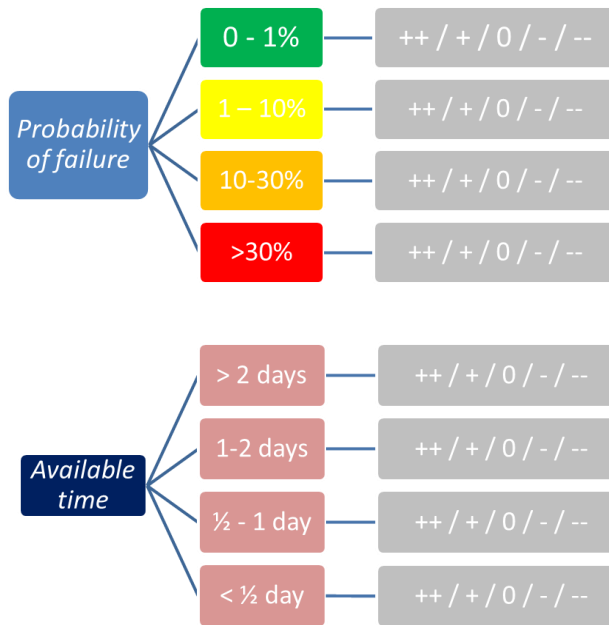 Probability
of failure
0 - 1%
++ / + / 0 / - / --
1 – 10%
++ / + / 0 / - / --
10-30%
++ / + / 0 / - / --
>30%
++ / + / 0 / - / --
Available
time
> 2 days
++ / + / 0 / - / --
1-2 days
++ / + / 0 / - / --
½ - 1 day
++ / + / 0 / - / --
< ½ day
++ / + / 0 / - / --